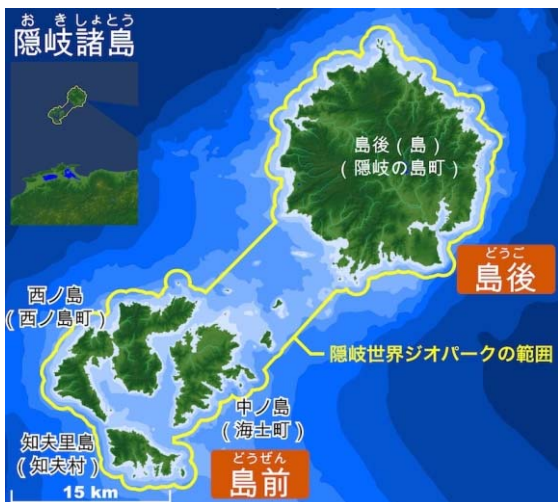 おきしょとう
隠岐諸島
島後（島）
（隠岐の島町）
どうご
島後
西ノ島
（西ノ島町）
隠岐世界ジオパークの範囲
中ノ島
（海士町）
知夫里島
（知夫村）
どうぜん
島前
15 km